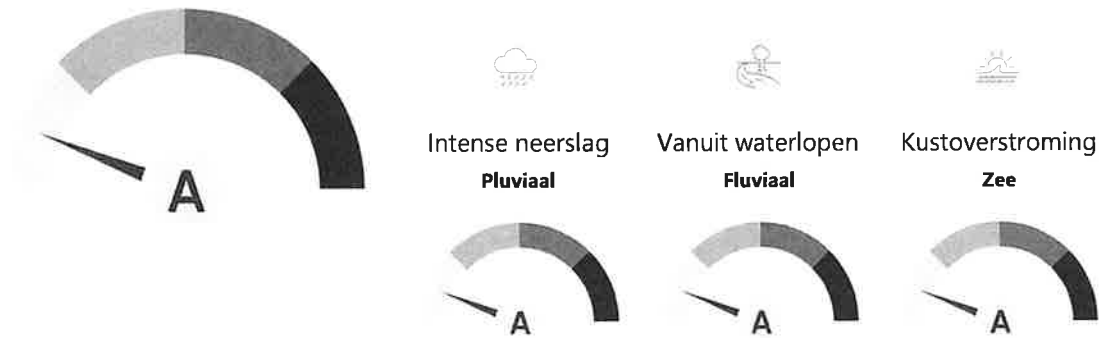 A
Intense neerslag
Pluviaal
A
Vanuit waterlopen
Fluviaal
A
Kustoverstroming
Zee
A